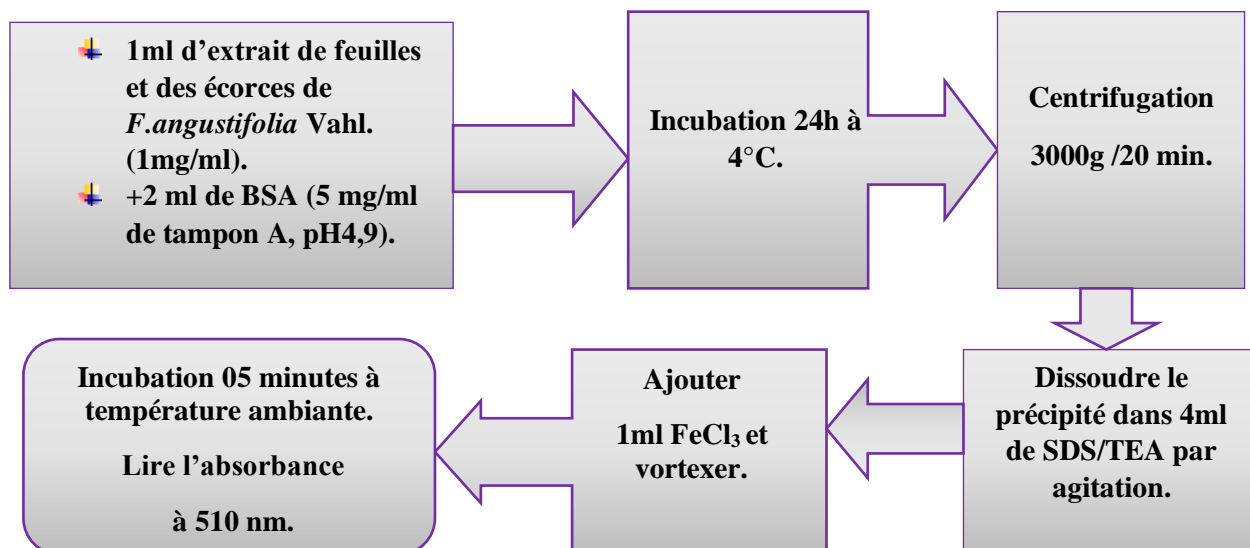 1ml d'extrait de feuilles
et des écorces de
F.angustifolia Vahl.
(1mg/ml).
+2 ml de BSA (5 mg/ml
de tampon A, pH4,9).
Incubation 24h à
4°C.
Centrifugation
3000g /20 min.
Dissoudre le
précipité dans 4ml
de SDS/TEA par
agitation.
Ajouter
1ml FeCl₃ et
vortexer.
Incubation 05 minutes à
température ambiante.
Lire l'absorbance
à 510 nm.